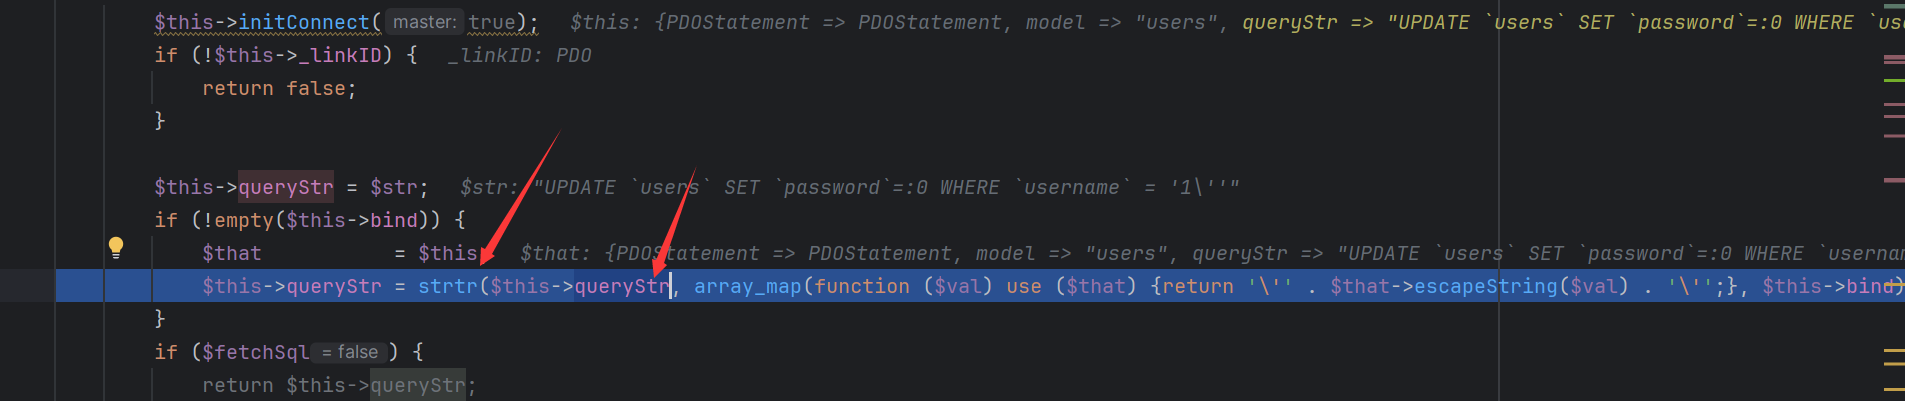 $this->initConnect( master: true);   $this: {PDOStatement => PDOStatement, model => "users", queryStr => "UPDATE `users` SET `password`=:0 WHERE `use
if (!$this->_linkID) {   _linkID: PDO
return false;
}
$this->queryStr = $str;   $str: "UPDATE `users` SET `password`=:0 WHERE `username` = '1\''"
if (!empty($this->bind)) {
$that           = $this   $that: {PDOStatement => PDOStatement, model => "users", queryStr => "UPDATE `users` SET `password`=:0 WHERE `usernam
$this->queryStr = strtr($this->queryStr, array_map(function ($val) use ($that) {return '\'' . $that->escapeString($val) . '\'';}, $this->bind)
}
if ($fetchSql = false ) {
return $this->queryStr;